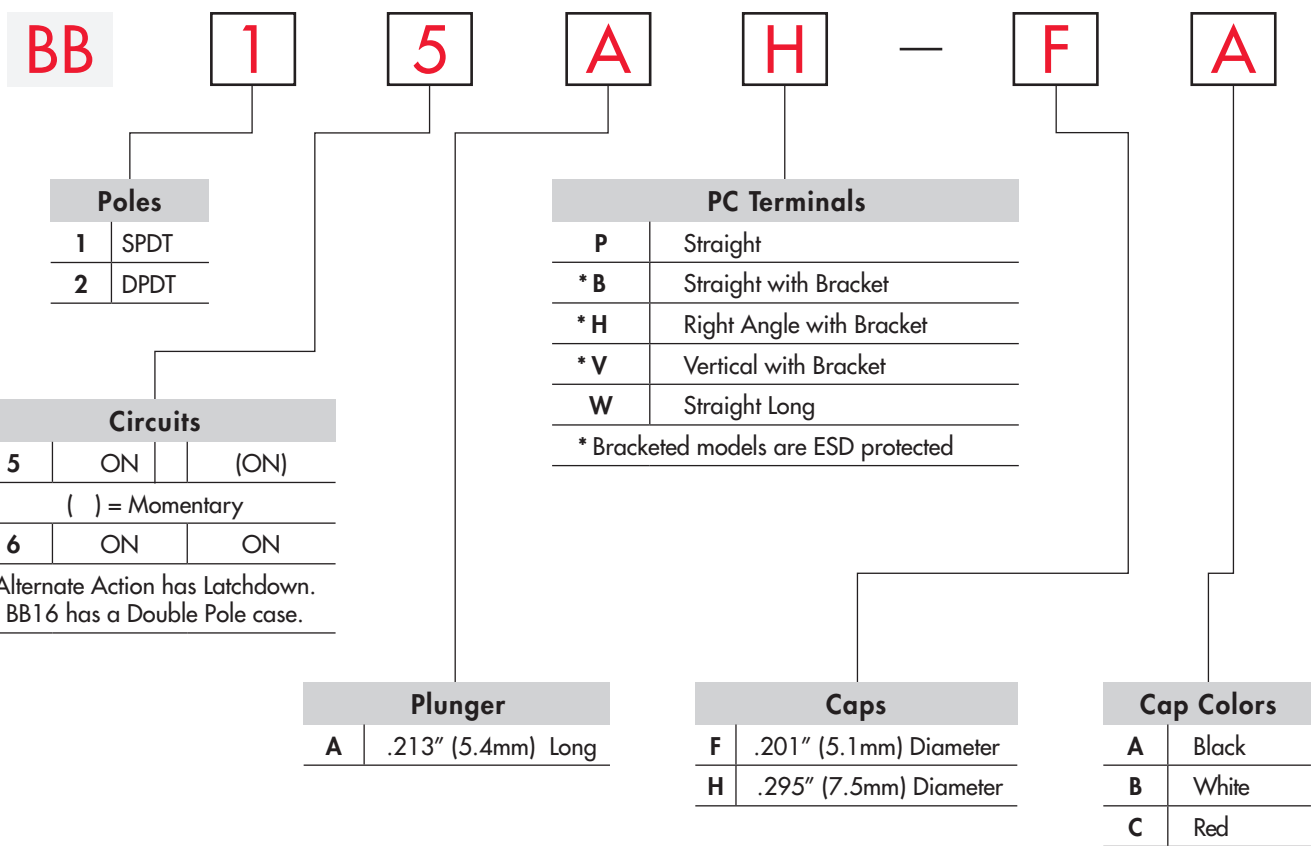 BB 1 5 A H — F A
Poles
1 SPDT
2 DPDT
PC Terminals
P Straight
* B Straight with Bracket
* H Right Angle with Bracket
* V Vertical with Bracket
W Straight Long
* Bracketed models are ESD protected
Circuits
5 ON (ON)
( ) = Momentary
6 ON ON
Alternate Action has Latchdown.
BB16 has a Double Pole case.
Plunger
A .213" (5.4mm) Long
Caps
F .201" (5.1mm) Diameter
H .295" (7.5mm) Diameter
Cap Colors
A Black
B White
C Red